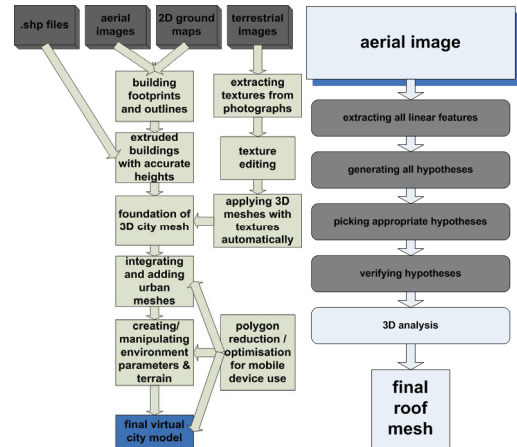 .shp files
aerial
images
2D ground
maps
terrestrial
images
building
footprints
and outlines
extracting
textures from
photographs
extruded
buildings
with accurate
heights
texture
editing
foundation of
3D city mesh
applying 3D
meshes with
textures
automatically
integrating
and adding
urban
meshes
creating/
manipulating
environment
parameters &
terrain
polygon
reduction /
optimisation
for mobile
device use
final virtual
city model
aerial image
extracting all linear features
generating all hypotheses
picking appropriate hypotheses
verifying hypotheses
3D analysis
final
roof
mesh